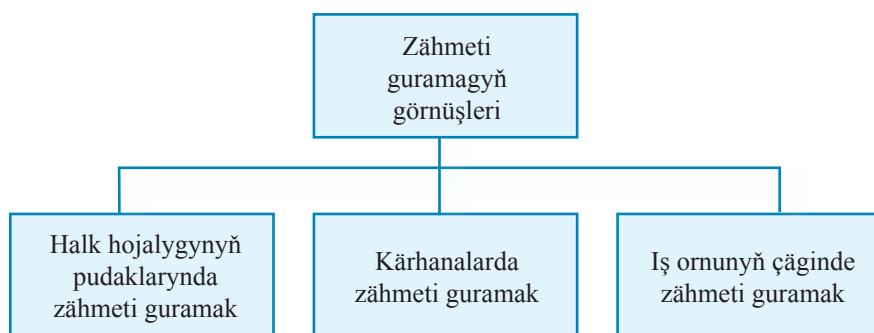 Zähmeti
guramagyň
görnüşleri
Halk hojalygynyň
pudaklarynda
zähmeti guramak
Kärhanalarda
zähmeti guramak
Iş ornunyň çäginde
zähmeti guramak